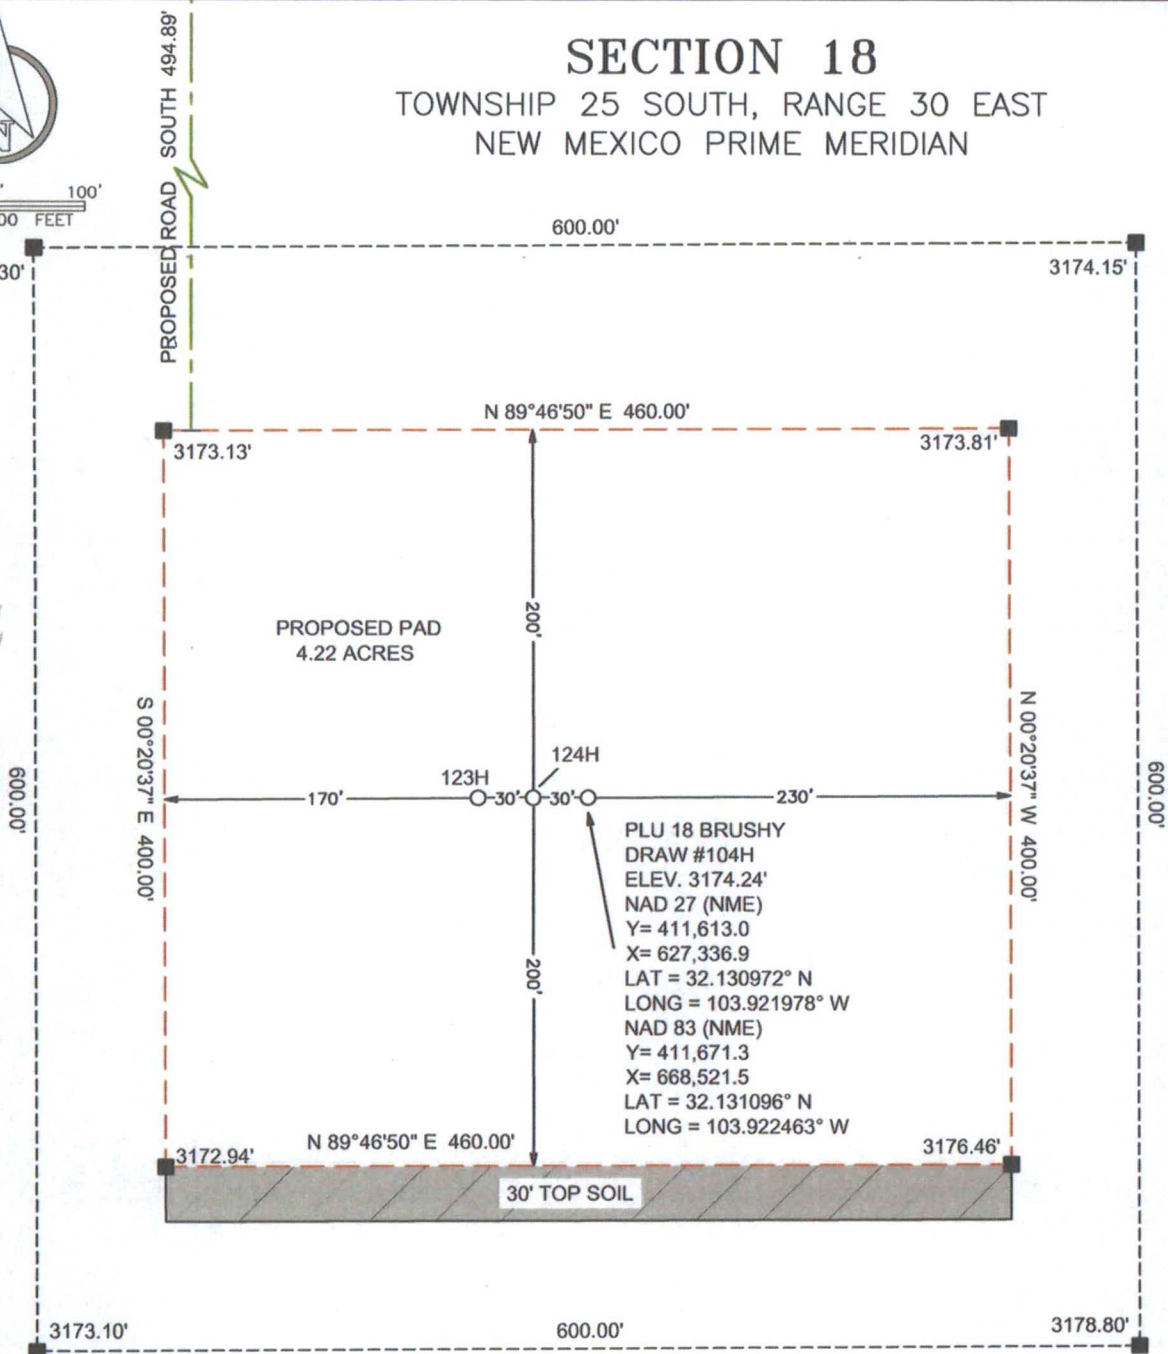 SECTION 18
TOWNSHIP 25 SOUTH, RANGE 30 EAST
NEW MEXICO PRIME MERIDIAN
PROPOSED ROAD SOUTH 494.89'
N
100'
FEET
600.00'
3174.15'
N 89°46'50" E 460.00'
3173.13'
3173.81'
200'
PROPOSED PAD
4.22 ACRES
S 00°20'37" E 400.00'
N 00°20'37" W 400.00'
600.00'
600.00'
123H
124H
170'
30'
30'
230'
PLU 18 BRUSHY
DRAW #104H
ELEV. 3174.24'
NAD 27 (NME)
Y= 411,613.0
X= 627,336.9
LAT = 32.130972° N
LONG = 103.921978° W
NAD 83 (NME)
Y= 411,671.3
X= 668,521.5
LAT = 32.131096° N
LONG = 103.922463° W
200'
N 89°46'50" E 460.00'
3172.94'
3176.46'
30' TOP SOIL
3173.10'
600.00'
3178.80'